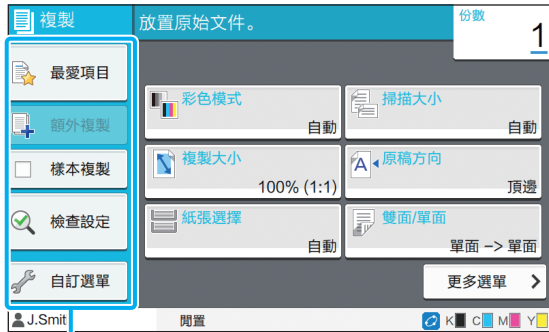 複製
放置原始文件。
份數
1
最愛項目
額外複製
樣本複製
檢查設定
自訂選單
彩色模式
自動
掃描大小
自動
複製大小
100% (1:1)
原稿方向
頂邊
紙張選擇
自動
雙面/單面
單面 –> 單面
更多選單
J.Smit
閒置
K C M Y